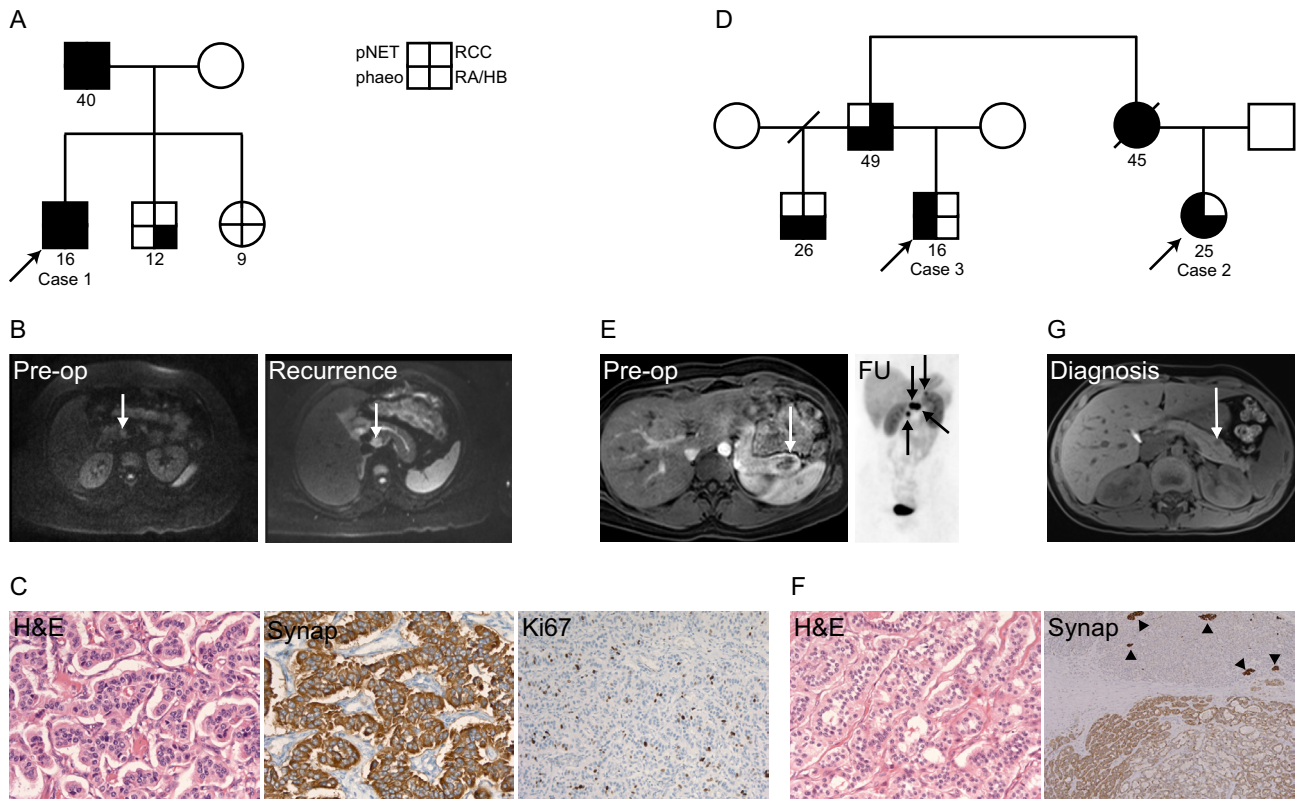 A
pNET RCC
phaeo RA/HB
40
16
Case 1
12
9
D
49
45
26
16
Case 3
25
Case 2
B
Pre-op
Recurrence
E
Pre-op
FU
G
Diagnosis
C
H&E
Synap
Ki67
F
H&E
Synap